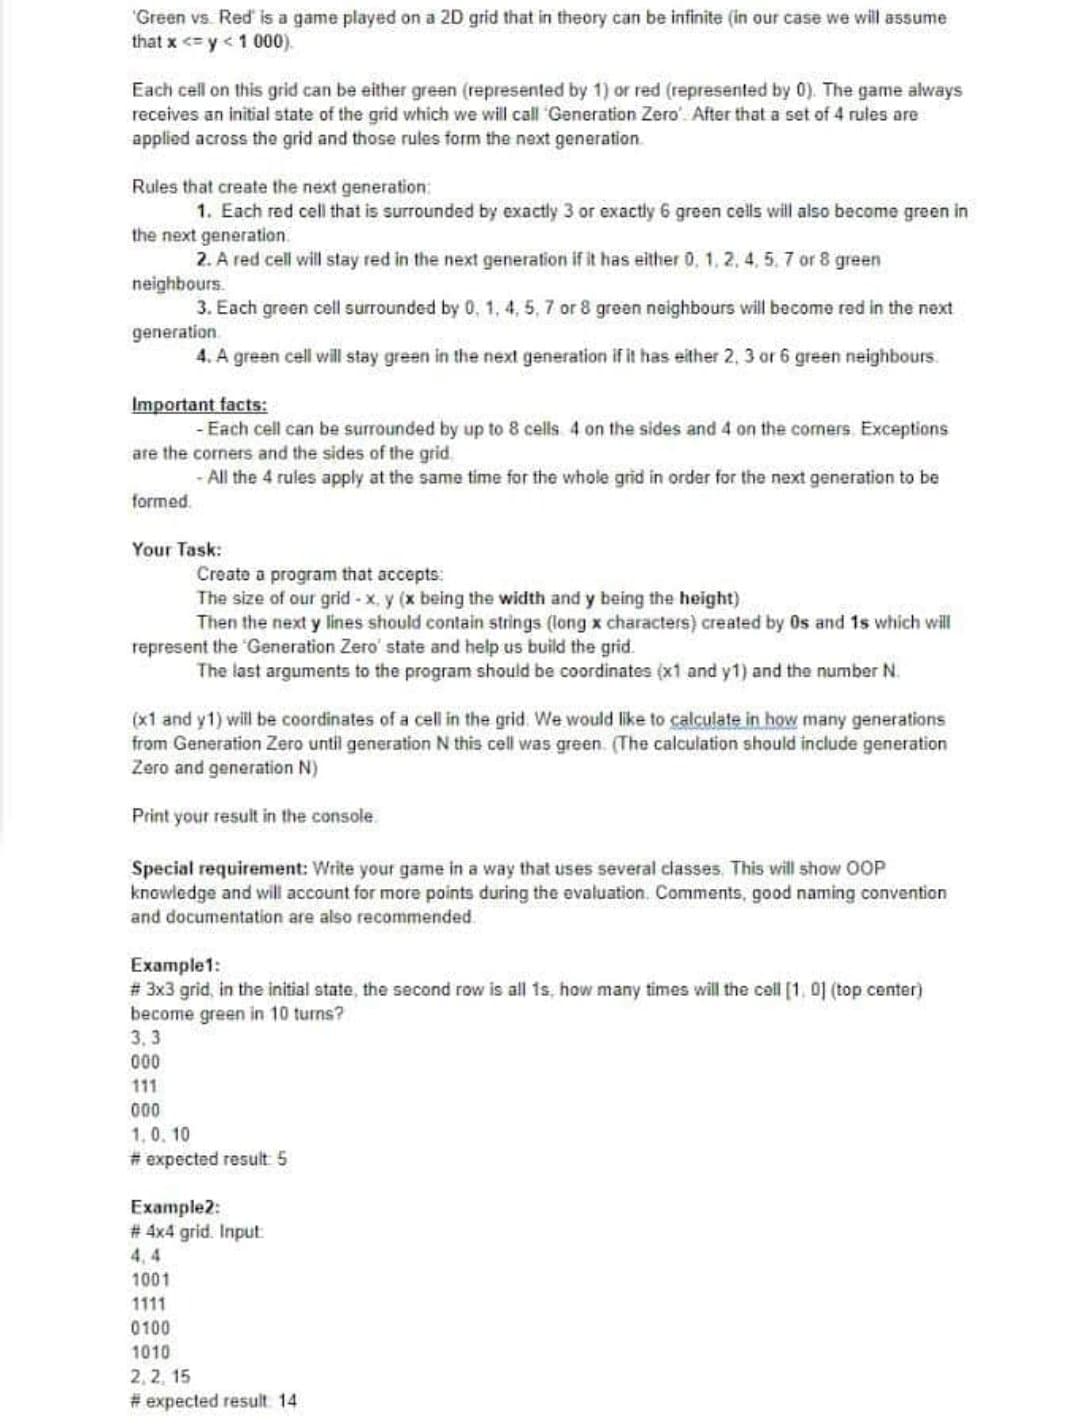 'Green vs. Red' is a game played on a 2D grid that in theory can be infinite (in our case we will assume
that x <= y < 1 000).
Each cell on this grid can be either green (represented by 1) or red (represented by 0). The game always
receives an initial state of the grid which we will call 'Generation Zero'. After that a set of 4 rules are
applied across the grid and those rules form the next generation.
Rules that create the next generation:
1. Each red cell that is surrounded by exactly 3 or exactly 6 green cells will also become green in
the next generation.
2. A red cell will stay red in the next generation if it has either 0, 1, 2, 4, 5, 7 or 8 green
neighbours.
3. Each green cell surrounded by 0, 1, 4, 5, 7 or 8 green neighbours will become red in the next
generation.
4. A green cell will stay green in the next generation if it has either 2, 3 or 6 green neighbours.
Important facts:
- Each cell can be surrounded by up to 8 cells. 4 on the sides and 4 on the corners. Exceptions
are the corners and the sides of the grid.
- All the 4 rules apply at the same time for the whole grid in order for the next generation to be
formed.
Your Task:
Create a program that accepts:
The size of our grid - x, y (x being the width and y being the height)
Then the next y lines should contain strings (long x characters) created by 0s and 1s which will
represent the 'Generation Zero' state and help us build the grid.
The last arguments to the program should be coordinates (x1 and y1) and the number N.
(x1 and y1) will be coordinates of a cell in the grid. We would like to calculate in how many generations
from Generation Zero until generation N this cell was green. (The calculation should include generation
Zero and generation N)
Print your result in the console.
Special requirement: Write your game in a way that uses several classes. This will show OOP
knowledge and will account for more points during the evaluation. Comments, good naming convention
and documentation are also recommended.
Example1:
# 3x3 grid, in the initial state, the second row is all 1s, how many times will the cell [1, 0] (top center)
become green in 10 turns?
3, 3
000
111
000
1, 0, 10
# expected result: 5
Example2:
# 4x4 grid. Input:
4, 4
1001
1111
0100
1010
2, 2, 15
# expected result: 14